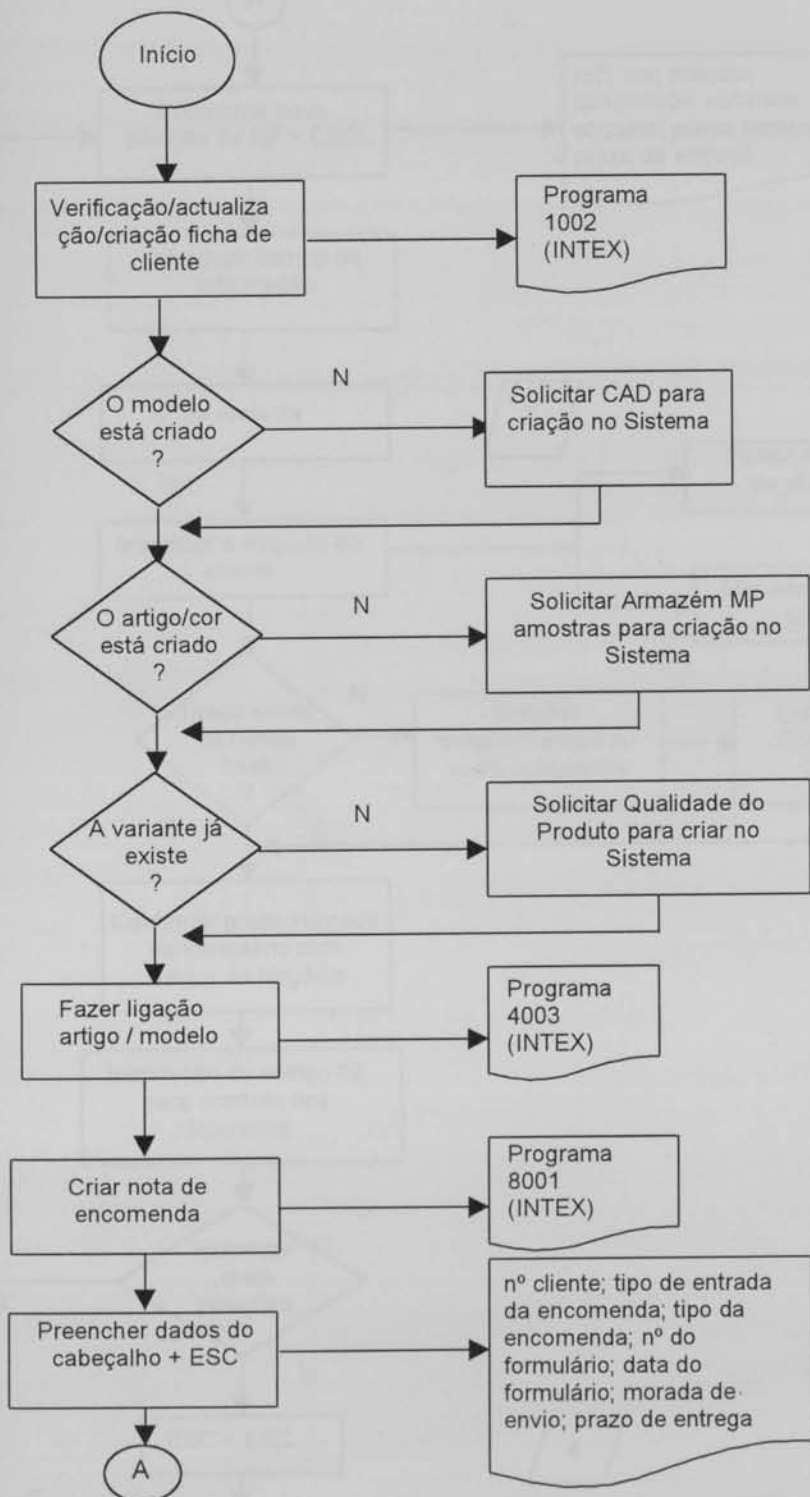 Início
Verificação/actualiza
ção/criação ficha de
cliente
Programa
1002
(INTEX)
O modelo
está criado
?
N
Solicitar CAD para
criação no Sistema
O artigo/cor
está criado
?
N
Solicitar Armazém MP
amostras para criação no
Sistema
A variante já
existe
?
N
Solicitar Qualidade do
Produto para criar no
Sistema
Fazer ligação
artigo / modelo
Programa
4003
(INTEX)
Criar nota de
encomenda
Programa
8001
(INTEX)
Preencher dados do
cabeçalho + ESC
nº cliente; tipo de entrada
da encomenda; tipo da
encomenda; nº do
formulário; data do
formulário; morada de
envio; prazo de entrega
A